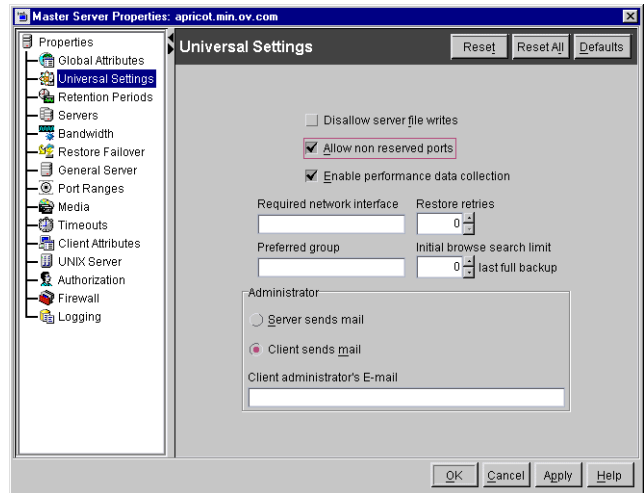 Master Server Properties: apricot.min.ov.com
Properties
Global Attributes
Universal Settings
Retention Periods
Servers
Bandwidth
Restore Failover
General Server
Port Ranges
Media
Timeouts
Client Attributes
UNIX Server
Authorization
Firewall
Logging
Universal Settings
Reset
Reset All
Defaults
Disallow server file writes
Allow non reserved ports
Enable performance data collection
Required network interface
Restore retries
0
Preferred group
Initial browse search limit
0 last full backup
Administrator
Server sends mail
Client sends mail
Client administrator's E-mail
OK
Cancel
Apply
Help